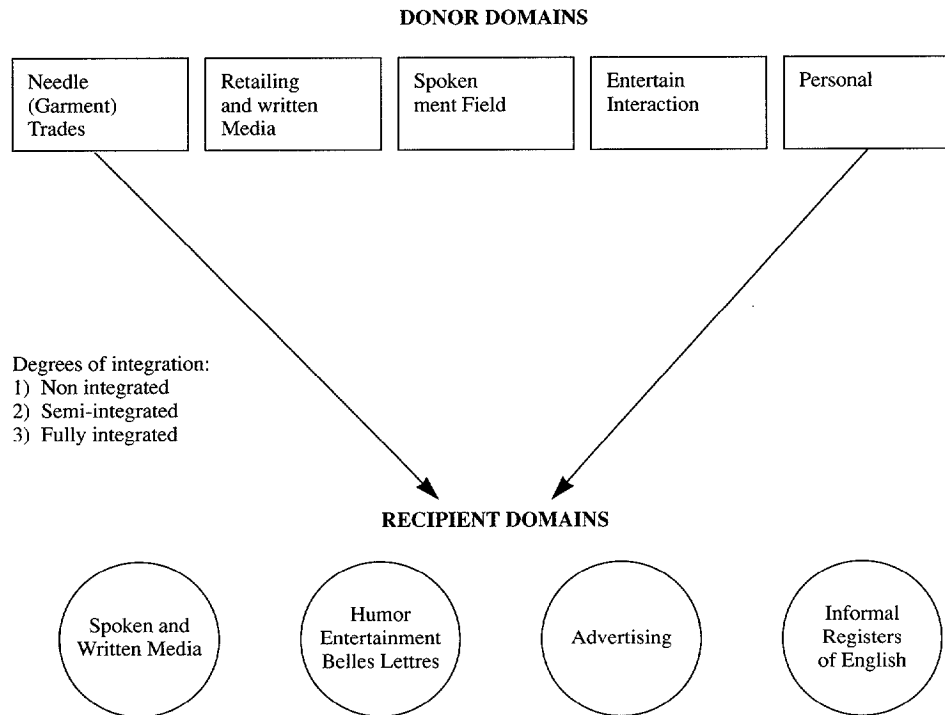 DONOR DOMAINS
Needle
(Garment)
Trades
Retailing
and written
Media
Spoken
ment Field
Entertain
Interaction
Personal
Degrees of integration:
1) Non integrated
2) Semi-integrated
3) Fully integrated
RECIPIENT DOMAINS
Spoken and
Written Media
Humor
Entertainment
Belles Lettres
Advertising
Informal
Registers
of English